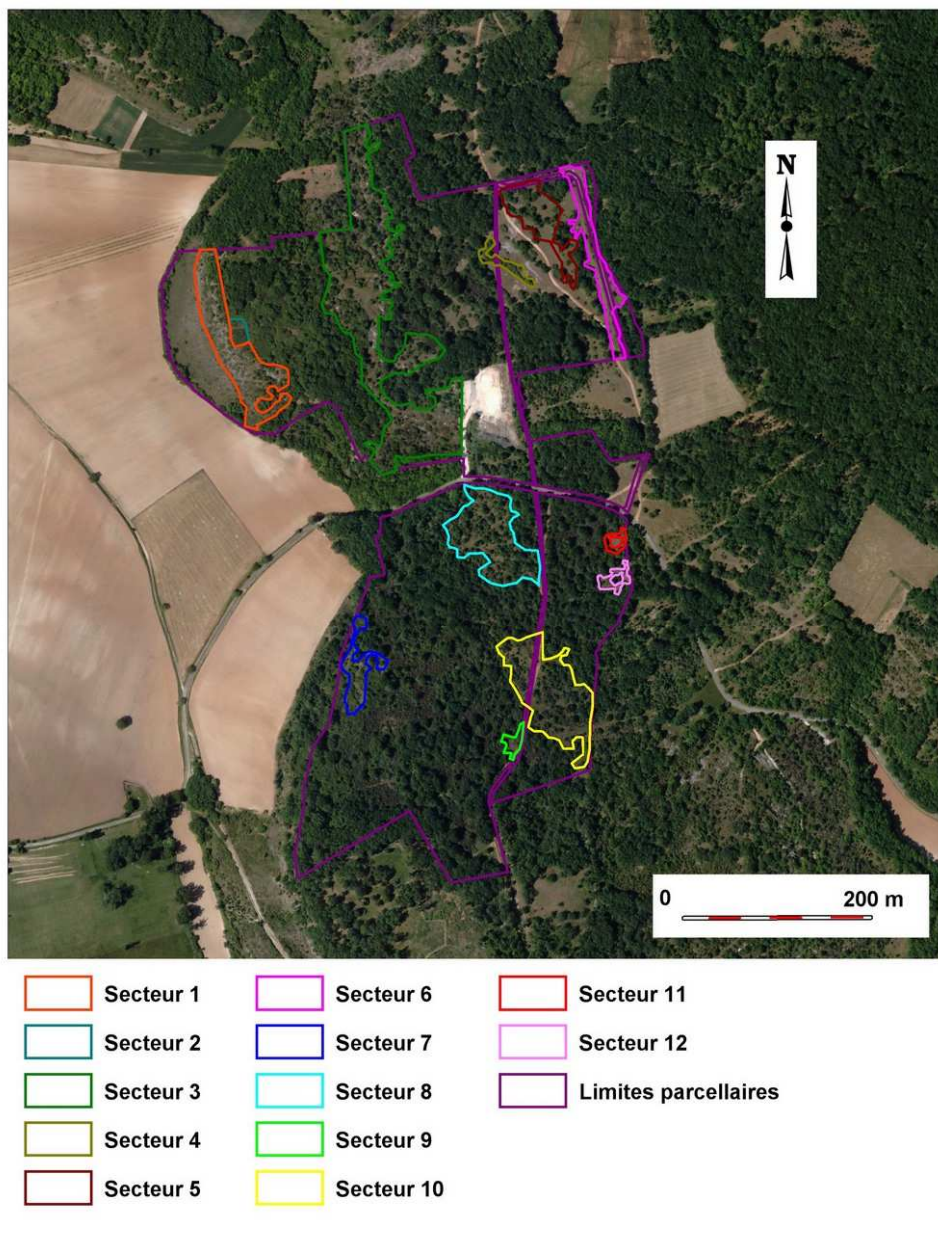 N
0 200 m
Secteur 1
Secteur 2
Secteur 3
Secteur 4
Secteur 5
Secteur 6
Secteur 7
Secteur 8
Secteur 9
Secteur 10
Secteur 11
Secteur 12
Limites parcellaires